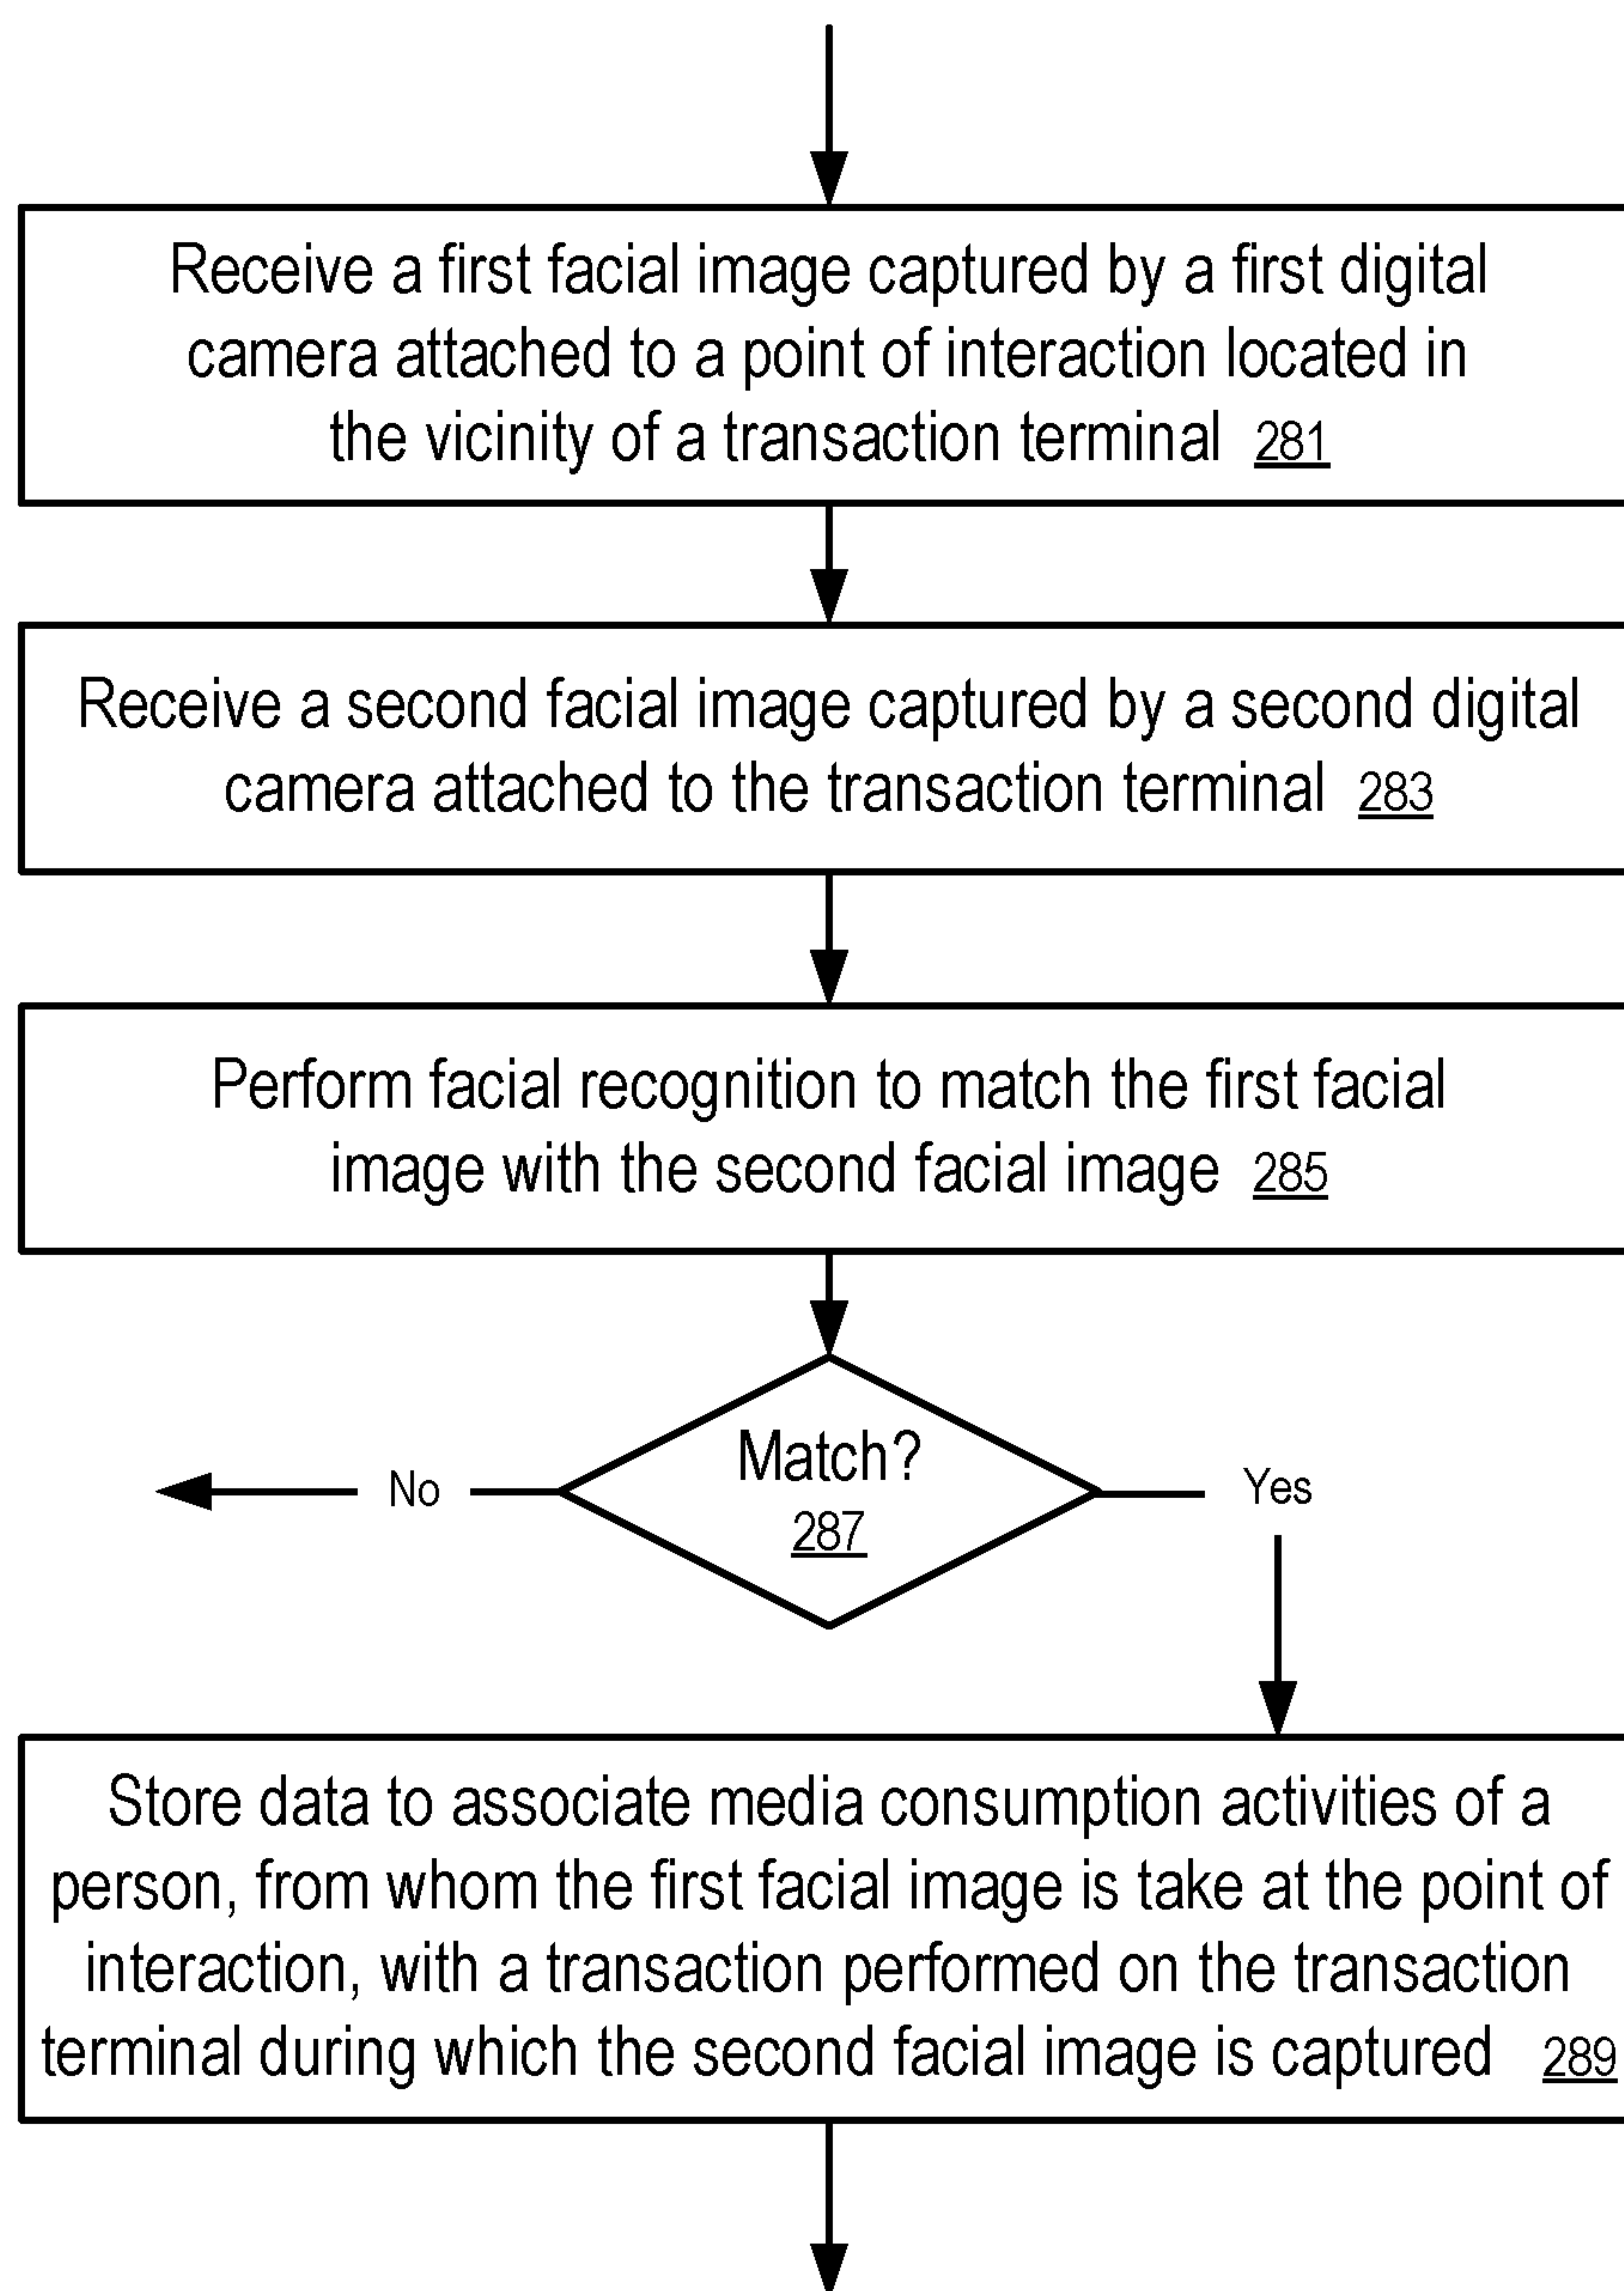 Receive a first facial image captured by a first digital
camera attached to a point of interaction located in
the vicinity of a transaction terminal 281
Receive a second facial image captured by a second digital
camera attached to the transaction terminal 283
Perform facial recognition to match the first facial
image with the second facial image 285
Match?
287
No
Yes
Store data to associate media consumption activities of a
person, from whom the first facial image is take at the point of
interaction, with a transaction performed on the transaction
terminal during which the second facial image is captured 289